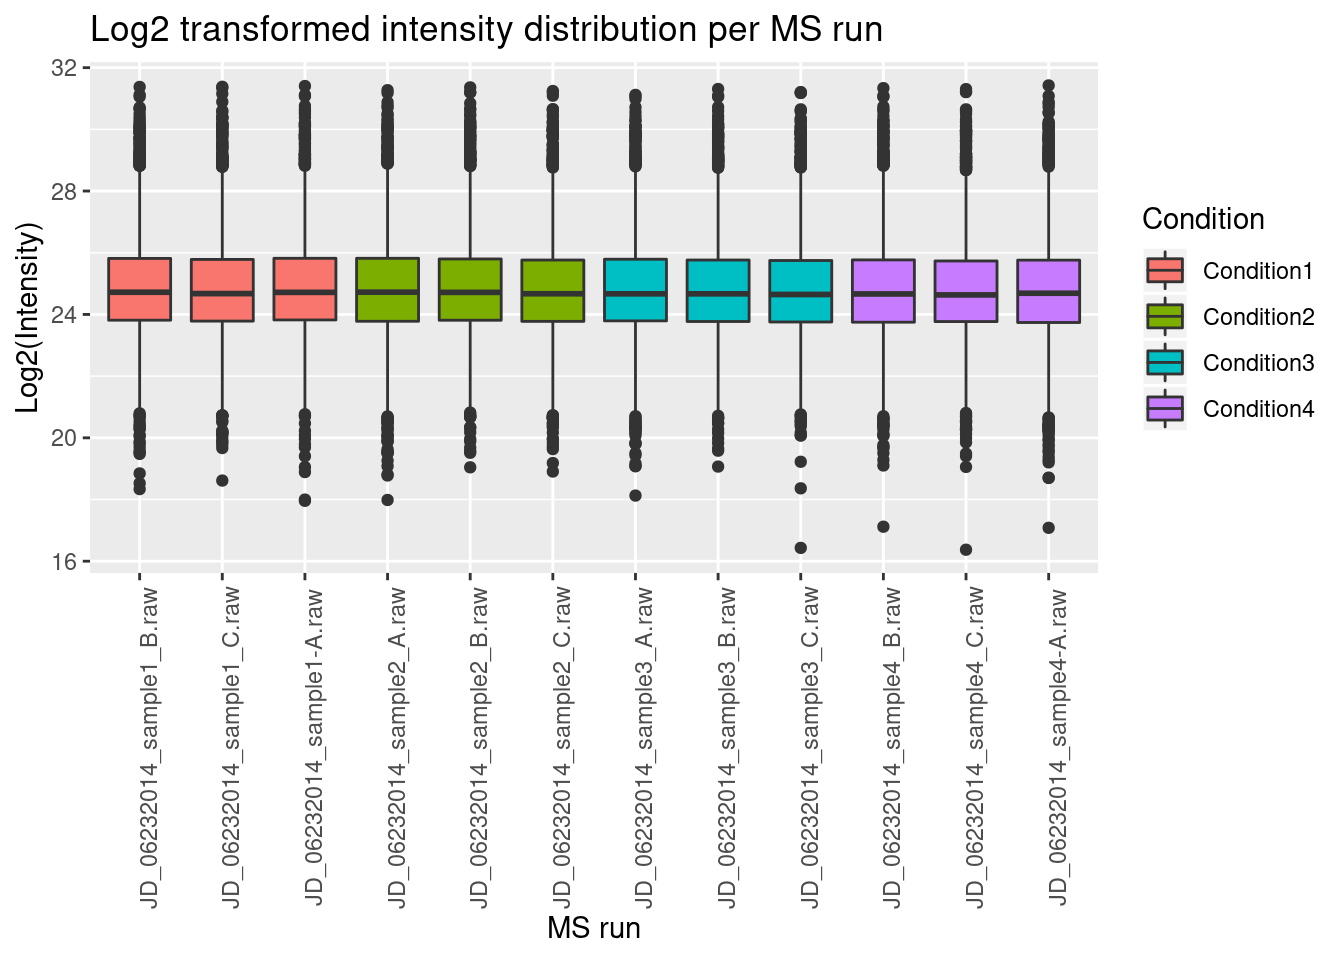 Log2 transformed intensity distribution per MS run
Log2(Intensity)
32
28
24
20
16
JD_06232014_sample1_B.raw
JD_06232014_sample1_C.raw
JD_06232014_sample1-A.raw
JD_06232014_sample2_A.raw
JD_06232014_sample2_B.raw
JD_06232014_sample2_C.raw
JD_06232014_sample3_A.raw
JD_06232014_sample3_B.raw
JD_06232014_sample3_C.raw
JD_06232014_sample4_B.raw
JD_06232014_sample4_C.raw
JD_06232014_sample4-A.raw
MS run
Condition
Condition1
Condition2
Condition3
Condition4